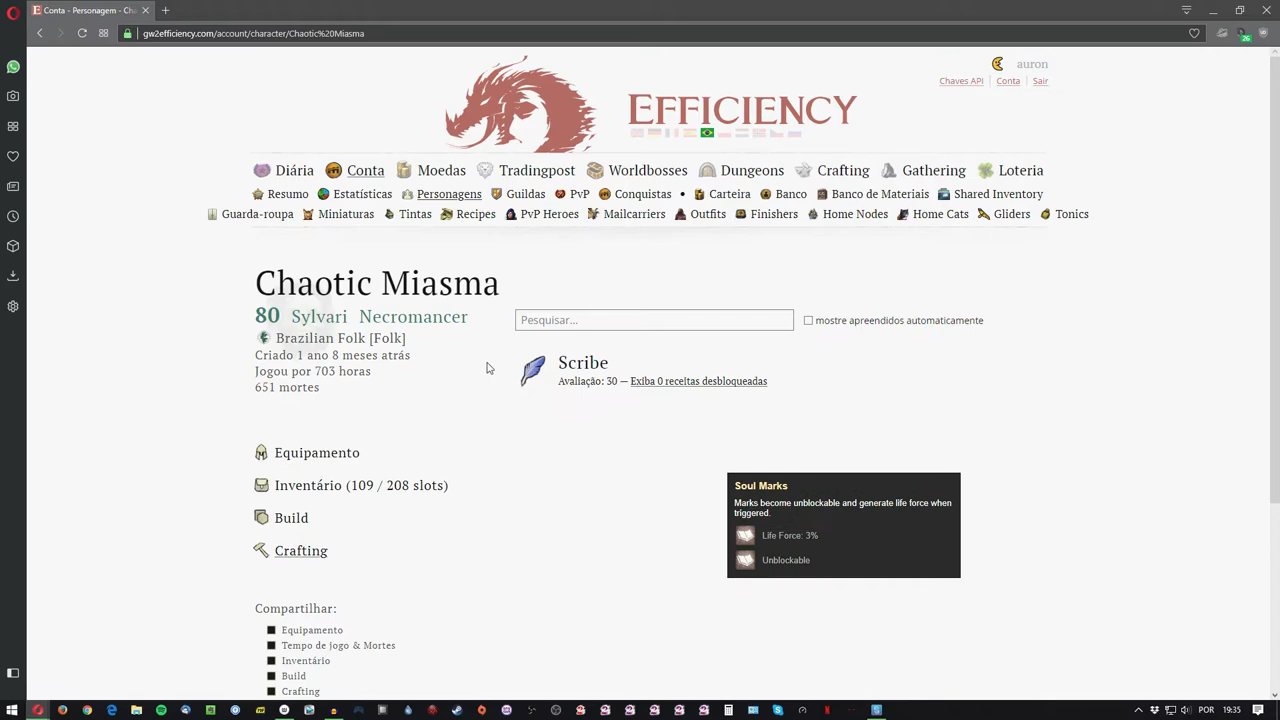 Conta - Personagens - C
gw2efficiency.com/account/character/Chaotic%20Miasma
26
auron
Chaves API Conta Sair
EFFICIENCY
Diária Conta Moedas Tradingpost Worldbosses Dungeons Crafting Gathering Loteria
Resumo Estatísticas Personagens Guildas PvP Conquistas • Carteira Banco Banco de Materiais Shared Inventory
Guarda-roupa Miniaturas Tintas Recipes PvP Heroes Mailcarriers Outfits Finishers Home Nodes Home Cats Gliders Tonics
Chaotic Miasma
80 Sylvari Necromancer
Brazilian Folk [Folk]
Criado 1 ano 8 meses atrás
Jogou por 703 horas
651 mortes
Pesquisar...
mostre apreendidos automaticamente
Scribe
Avaliação: 30 — Exiba 0 receitas desbloqueadas
Equipamento
Inventário (109 / 208 slots)
Build
Crafting
Soul Marks
Marks become unblockable and generate life force when
triggered.
Life Force: 3%
Unblockable
Compartilhar:
Equipamento
Tempo de jogo & Mortes
Inventário
Build
Crafting
POR 19:35